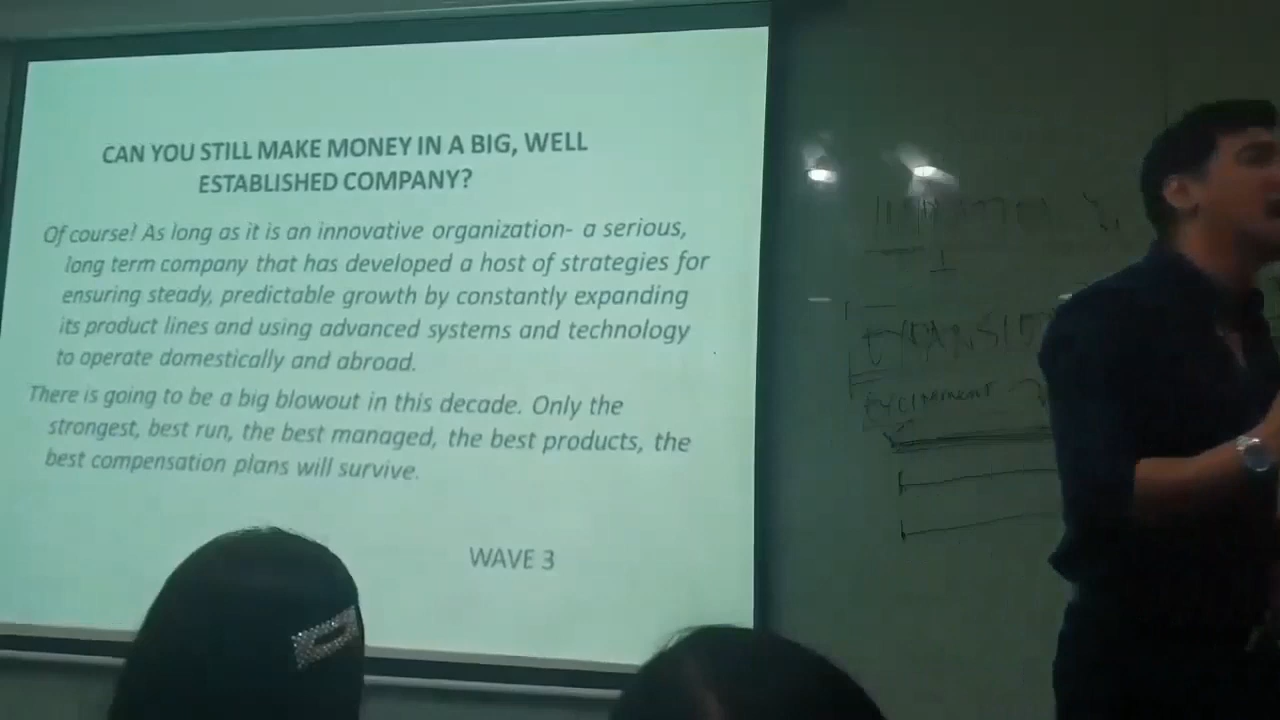 CAN YOU STILL MAKE MONEY IN A BIG, WELL
ESTABLISHED COMPANY?
Of course! As long as it is an innovative organization- a serious,
long term company that has developed a host of strategies for
ensuring steady, predictable growth by constantly expanding
its product lines and using advanced systems and technology
to operate domestically and abroad.
There is going to be a big blowout in this decade. Only the
strongest, best run, the best managed, the best products, the
best compensation plans will survive.
WAVE 3